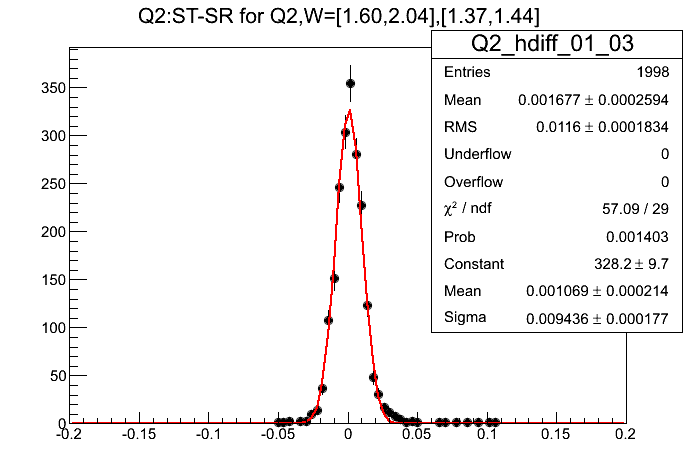 Q2:ST-SR for Q2,W=[1.60,2.04],[1.37,1.44]
Q2_hdiff_01_03
Entries 1998
Mean 0.001677 ± 0.0002594
RMS 0.0116 ± 0.0001834
Underflow 0
Overflow 0
χ² / ndf 57.09 / 29
Prob 0.001403
Constant 328.2 ± 9.7
Mean 0.001069 ± 0.000214
Sigma 0.009436 ± 0.000177
350
300
250
200
150
100
50
0
-0.2 -0.15 -0.1 -0.05 0 0.05 0.1 0.15 0.2